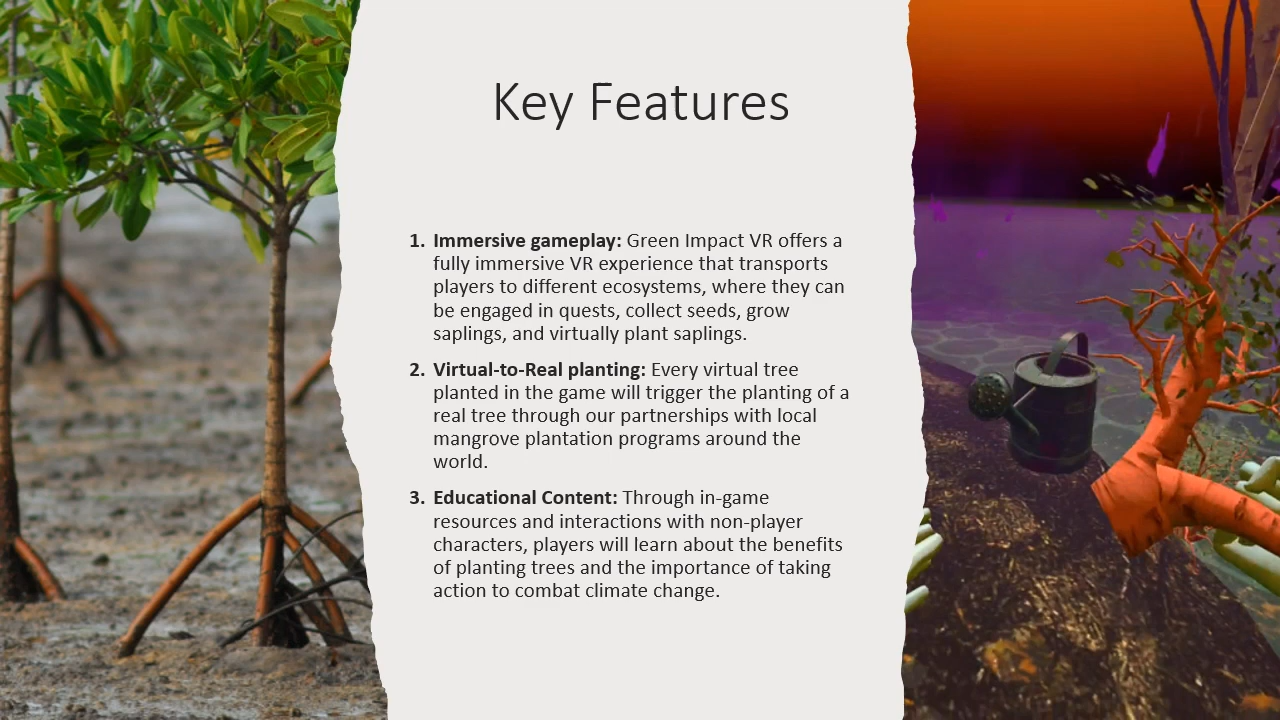 Key Features
1. Immersive gameplay: Green Impact VR offers a
fully immersive VR experience that transports
players to different ecosystems, where they can
be engaged in quests, collect seeds, grow
saplings, and virtually plant saplings.
2. Virtual-to-Real planting: Every virtual tree
planted in the game will trigger the planting of a
real tree through our partnerships with local
mangrove plantation programs around the
world.
3. Educational Content: Through in-game
resources and interactions with non-player
characters, players will learn about the benefits
of planting trees and the importance of taking
action to combat climate change.